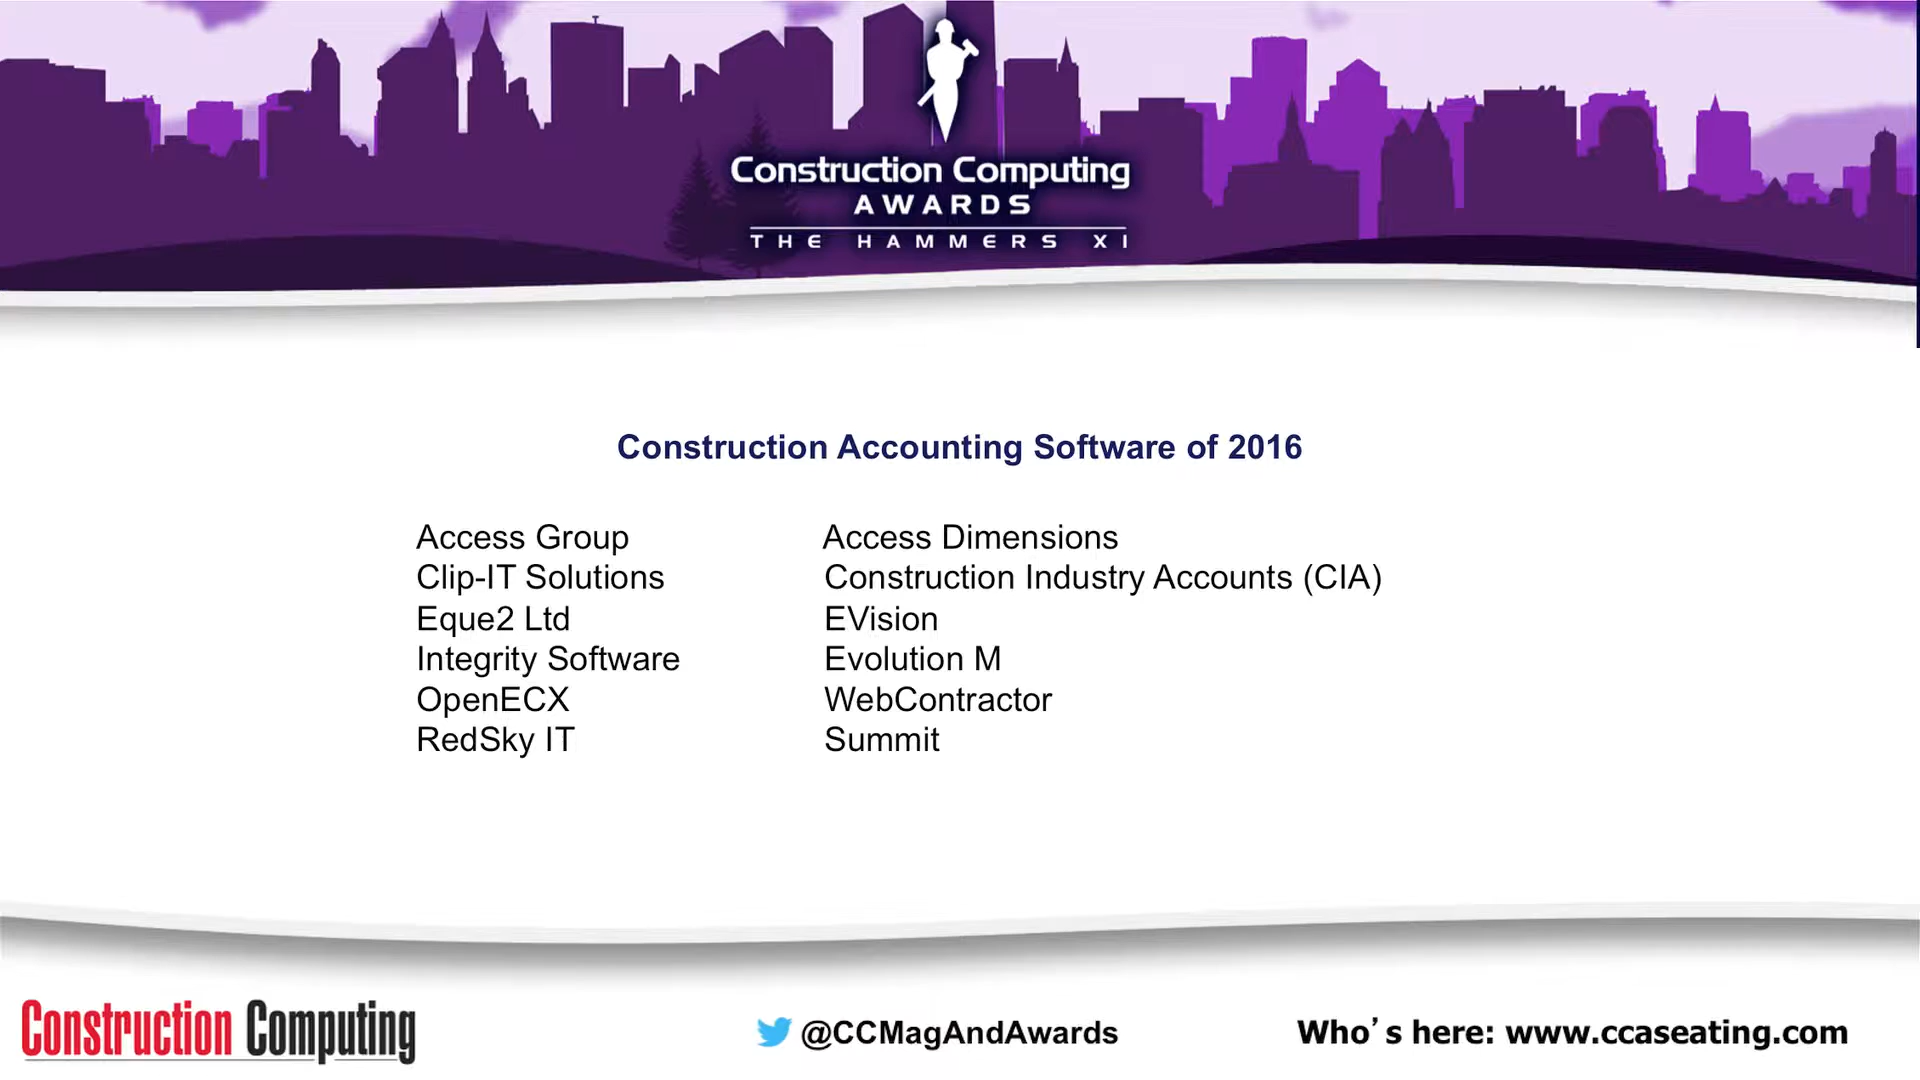 Construction Computing
AWARDS
THE HAMMERS XI
Construction Accounting Software of 2016
Access Group Access Dimensions
Clip-IT Solutions Construction Industry Accounts (CIA)
Eque2 Ltd EVision
Integrity Software Evolution M
OpenECX WebContractor
RedSky IT Summit
Construction Computing @CCMagAndAwards Who’s here: www.ccaseating.com